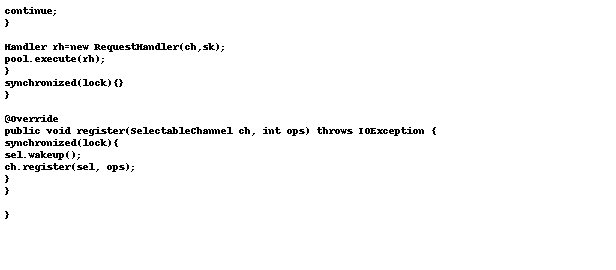 continue;
}
Handler rh=new RequestHandler(ch,sk);
pool.execute(rh);
}
synchronized(lock){}
}
@Override
public void register(SelectableChannel ch, int ops) throws IOException {
synchronized(lock){
sel.wakeup();
ch.register(sel, ops);
}
}
}